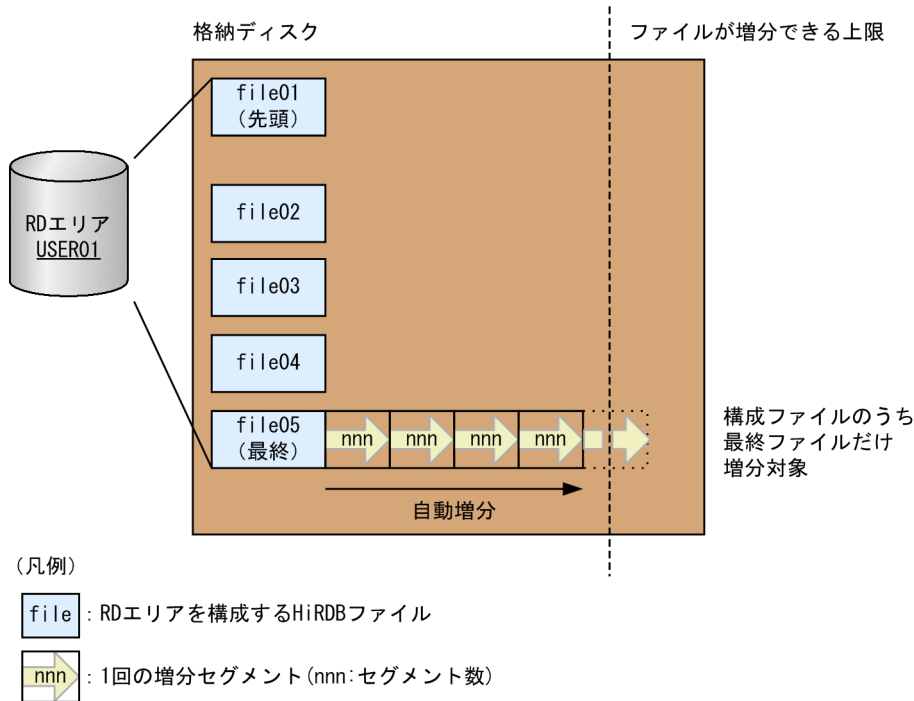 格納ディスク
ファイルが増分できる上限
file01
(先頭)
RDエリア
USER01
file02
file03
file04
file05
(最終)
nnn
nnn
nnn
nnn
自動増分
構成ファイルのうち
最終ファイルだけ
増分対象
(凡例)
file
:RDエリアを構成するHiRDBファイル
nnn
:1回の増分セグメント(nnn:セグメント数)